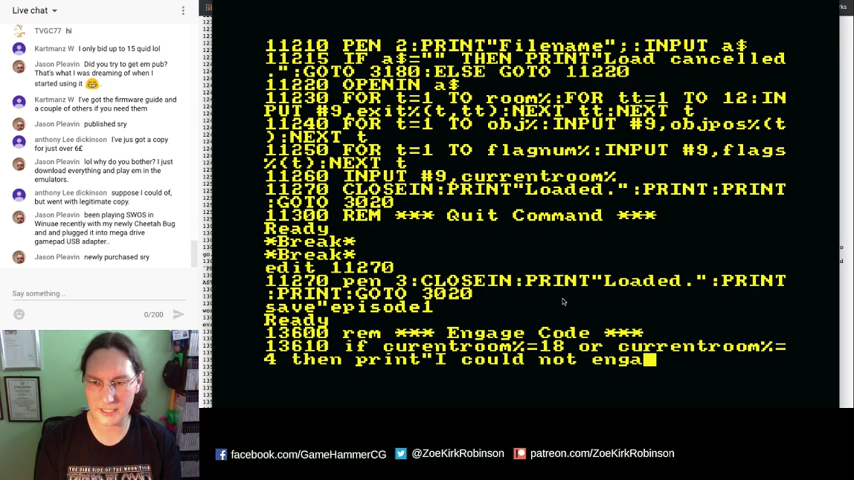 Live chat
TVGC77 hi
Kartmanz W I only bid up to 15 quid lol
Jason Pleavin Did you try to get em pub?
That's what I was dreaming of when I
started using it
Kartmanz W I've got the firmware guide and
a couple of others if you need them
Jason Pleavin published sry
anthony Lee dickinson I've jus got a copy
for just over 6£
Jason Pleavin lol why do you bother? I just
download everything and play em in the
emulators.
anthony Lee dickinson suppose I could of,
but went with legitimate copy.
Jason Pleavin been playing SWOS in
Winuae recently with my newly Cheetah Bug
and and plugged it into mega drive
gamepad USB adapter..
Jason Pleavin newly purchased sry
Say something...
0/200
11210 PEN 2:PRINT"Filename";:INPUT a$
11215 IF a$="" THEN PRINT"Load cancelled
.":GOTO 3180:ELSE GOTO 11220
11220 OPENIN a$
11230 FOR t=1 TO room%:FOR tt=1 TO 12:IN
PUT #9,exit%(t,tt):NEXT tt:NEXT t
11240 FOR t=1 TO obj%:INPUT #9,objpos%(t
):NEXT t
11250 FOR t=1 TO flagnum%:INPUT #9,flags
%(t):NEXT t
11260 INPUT #9,currentroom%
11270 CLOSEIN:PRINT"Loaded.":PRINT:PRINT
:GOTO 3020
11300 REM *** Quit Command ***
Ready
*Break*
*Break*
edit 11270
11270 pen 3:CLOSEIN:PRINT"Loaded.":PRINT
:PRINT:GOTO 3020
save"episode1
Ready
13600 rem *** Engage Code ***
13610 if curentroom%=18 or currentroom%=
4 then print"I could not enga
facebook.com/GameHammerCG
@ZoeKirkRobinson
patreon.com/ZoeKirkRobinson